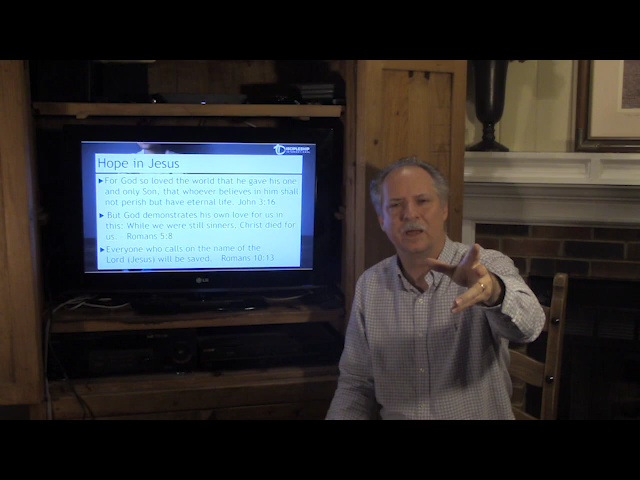 DISCIPLESHIP
INTERNATIONAL
Hope in Jesus
►For God so loved the world that he gave his one
and only Son, that whoever believes in him shall
not perish but have eternal life. John 3:16
► But God demonstrates his own love for us in
this: While we were still sinners, Christ died for
us. Romans 5:8
►Everyone who calls on the name of the
Lord (Jesus) will be saved. Romans 10:13
LG